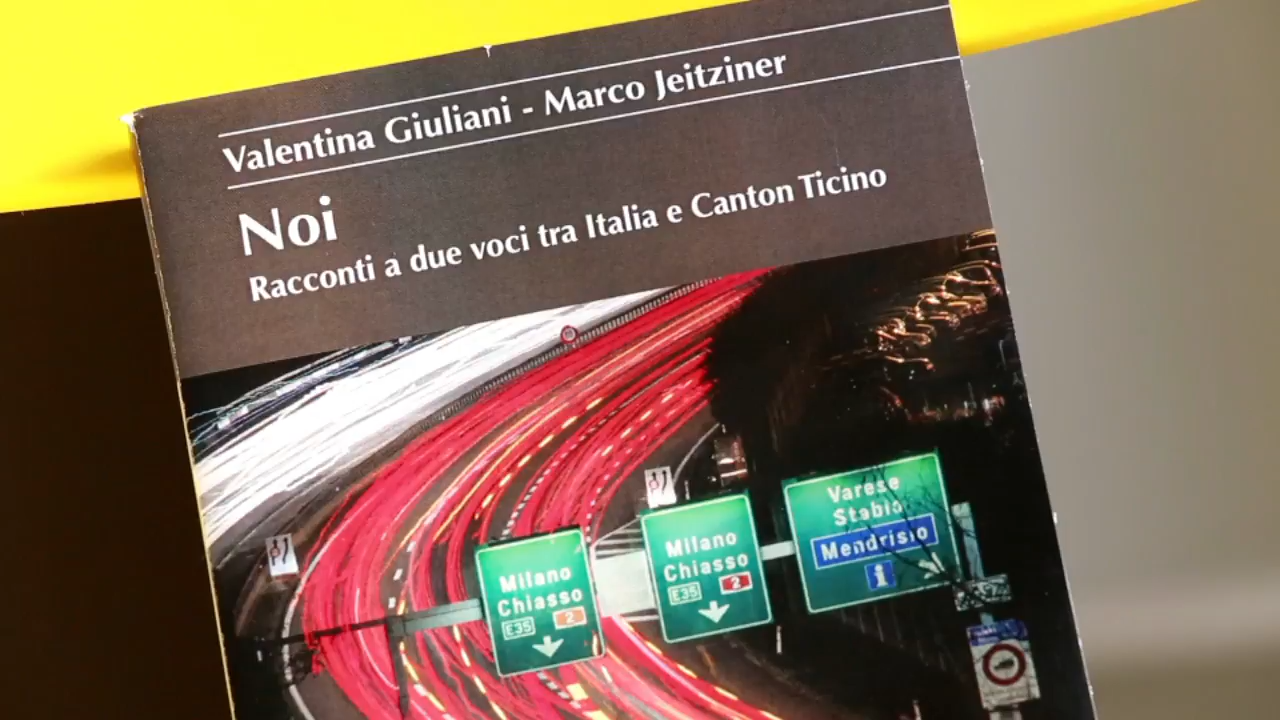 Valentina Giuliani - Marco Jeitziner
Noi
Racconti a due voci tra Italia e Canton Ticino
Milano
Chiasso
E35 2
Milano
Chiasso
E35 2
Varese
Stabio
Mendrisio
i